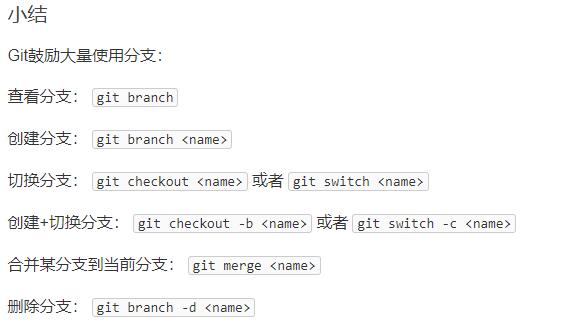 小结
Git鼓励大量使用分支：
查看分支： git branch
创建分支： git branch <name>
切换分支： git checkout <name> 或者 git switch <name>
创建+切换分支： git checkout -b <name> 或者 git switch -c <name>
合并某分支到当前分支： git merge <name>
删除分支： git branch -d <name>